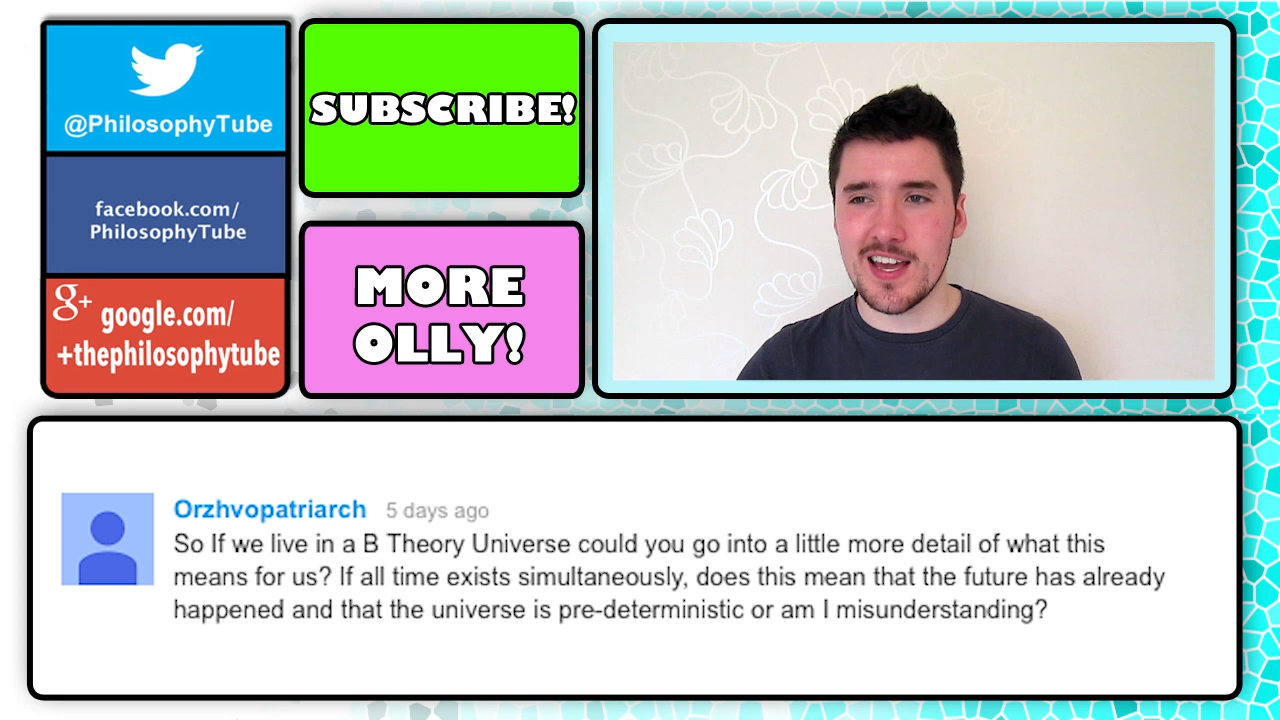 @PhilosophyTube
facebook.com/
PhilosophyTube
g+ google.com/
+thephilosophytube
SUBSCRIBE!
MORE
OLLY!
Orzhvopatriarch 5 days ago
So If we live in a B Theory Universe could you go into a little more detail of what this
means for us? If all time exists simultaneously, does this mean that the future has already
happened and that the universe is pre-deterministic or am I misunderstanding?